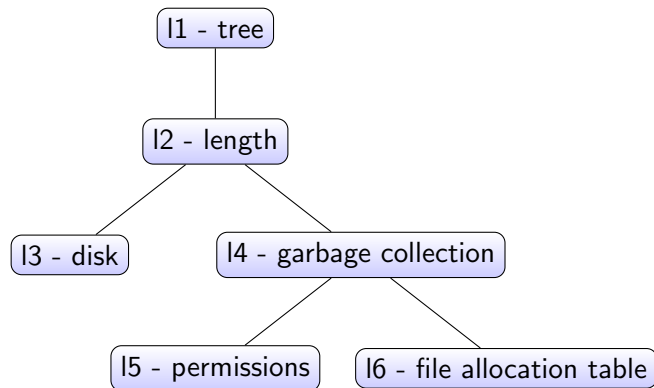 l1 - tree
l2 - length
l3 - disk
l4 - garbage collection
l5 - permissions
l6 - file allocation table